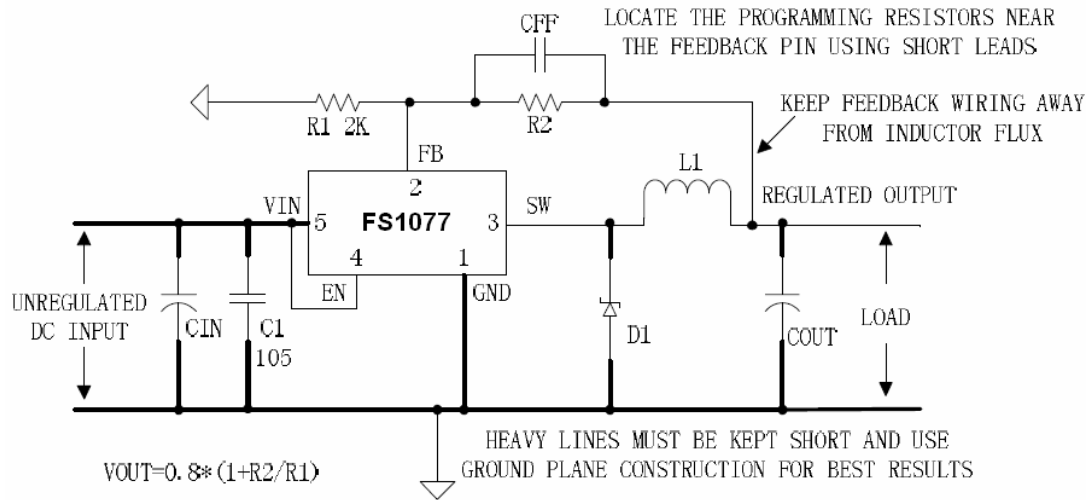 CFF
LOCATE THE PROGRAMMING RESISTORS NEAR
THE FEEDBACK PIN USING SHORT LEADS
R1 2K
R2
KEEP FEEDBACK WIRING AWAY
FROM INDUCTOR FLUX
FB
2
L1
VIN
5
FS1077
3
SW
REGULATED OUTPUT
4
1
EN
GND
UNREGULATED
DC INPUT
CIN
C1
105
D1
COUT
LOAD
VOUT=0.8*(1+R2/R1)
HEAVY LINES MUST BE KEPT SHORT AND USE
GROUND PLANE CONSTRUCTION FOR BEST RESULTS